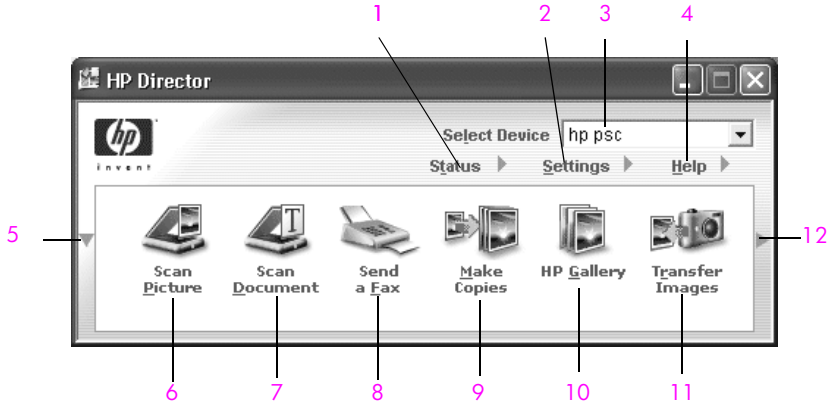 1
2
3
4
HP Director
hp
invent
Select Device
hp psc
Status
Settings
Help
5
12
Scan Picture
Scan Document
Send a Fax
Make Copies
HP Gallery
Transfer Images
6
7
8
9
10
11